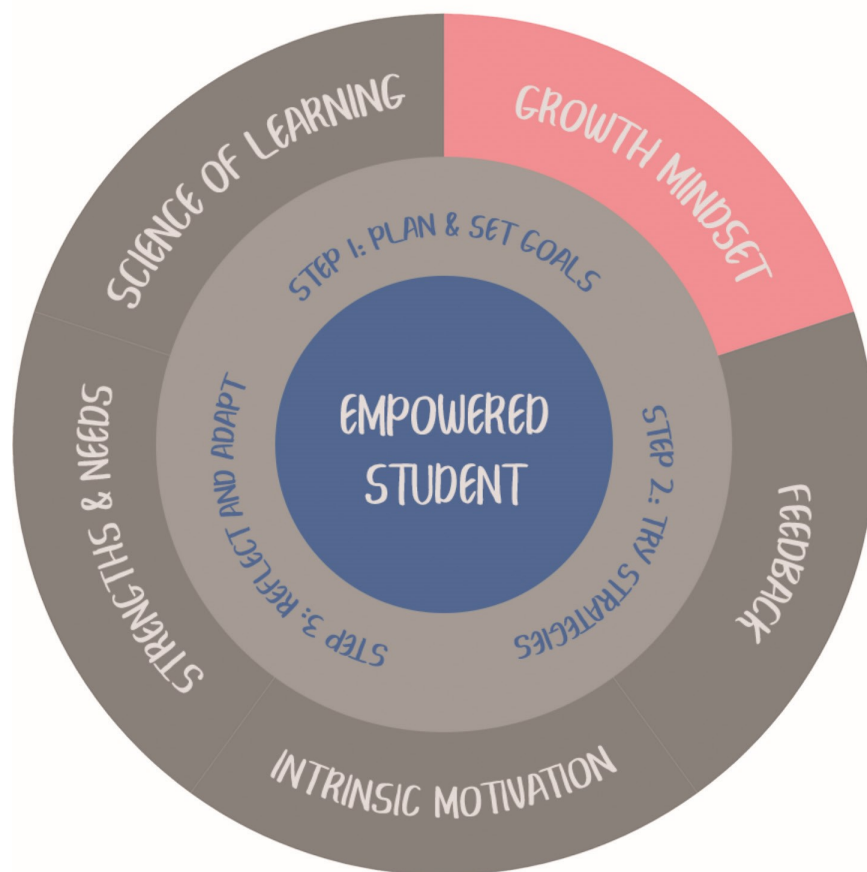 SCIENCE OF LEARNING
GROWTH MINDSET
STEP 1: PLAN & SET GOALS
STEP 2: TRY STRATEGIES
STEP 3: REFLECT AND ADAPT
EMPOWERED
STUDENT
FEEDBACK
INTRINSIC MOTIVATION
STRENGTHS & NEEDS